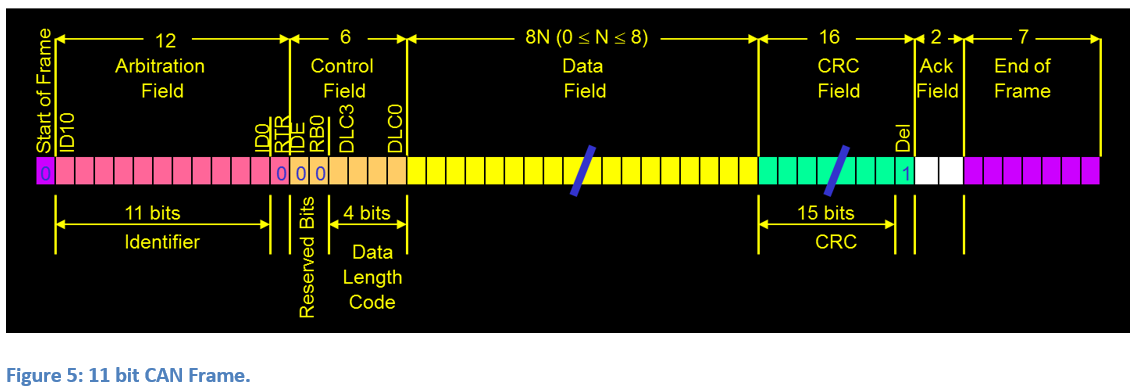 12
6
8N (0 ≤ N ≤ 8)
16
2
7
Start of Frame
Arbitration
Field
Control
Field
Data
Field
CRC
Field
Ack
Field
End of
Frame
ID10
ID0
RTR
IDE
RB0
DLC3
DLC0
Del
0
0
0
0
1
11 bits
Identifier
Reserved Bits
4 bits
Data
Length
Code
15 bits
CRC
Figure 5: 11 bit CAN Frame.